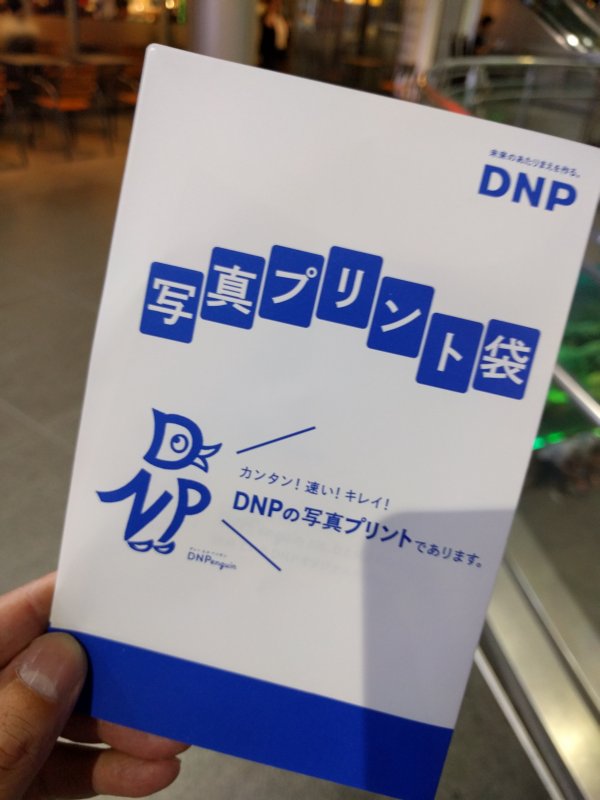 未来のあたりまえを作る。
DNP
写真プリント袋
カンタン！速い！キレイ！
DNPの写真プリントであります。
DNP
DNPenguin